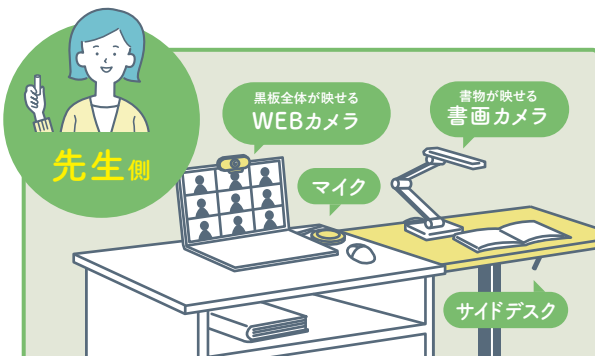 先生側
黒板全体が映せる
WEBカメラ
書物が映せる
書画カメラ
マイク
サイドデスク